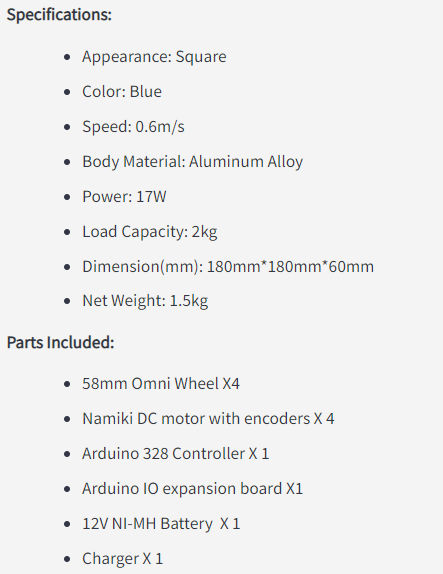 Specifications:
Appearance: Square
Color: Blue
Speed: 0.6m/s
Body Material: Aluminum Alloy
Power: 17W
Load Capacity: 2kg
Dimension(mm): 180mm*180mm*60mm
Net Weight: 1.5kg
Parts Included:
58mm Omni Wheel X4
Namiki DC motor with encoders X 4
Arduino 328 Controller X 1
Arduino IO expansion board X1
12V NI-MH Battery  X 1
Charger X 1